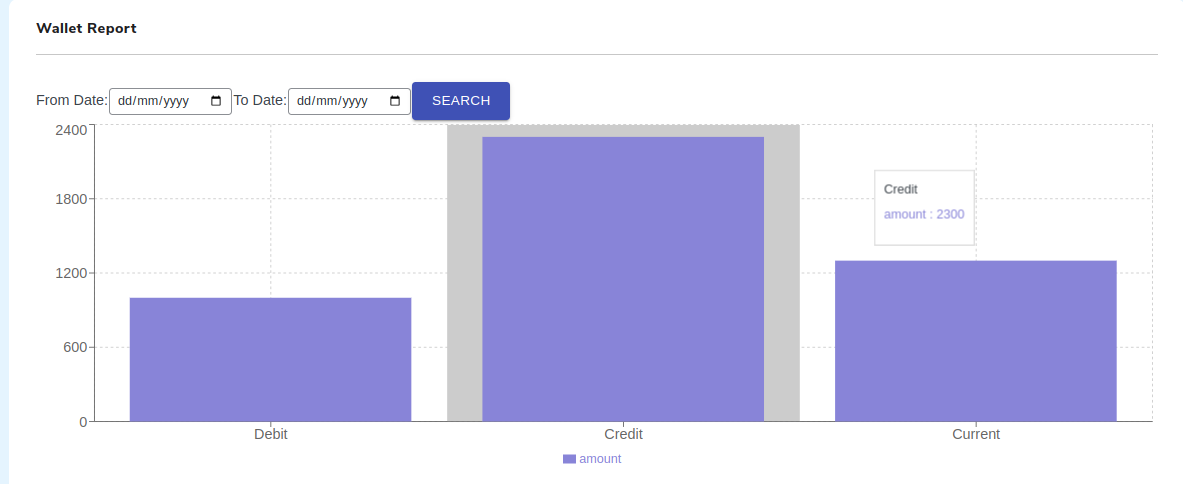 Wallet Report
From Date: dd/mm/yyyy To Date: dd/mm/yyyy SEARCH
2400
1800
1200
600
0
Credit
amount : 2300
Debit Credit Current
amount